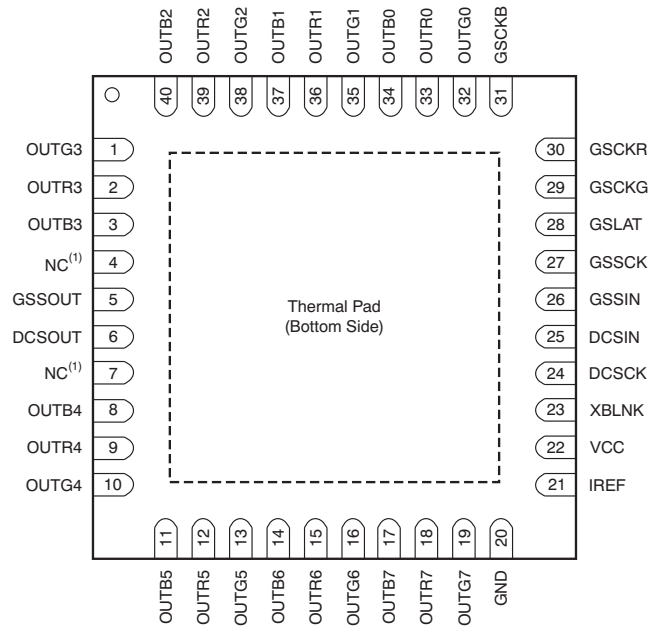 OUTB2 OUTR2 OUTG2 OUTB1 OUTR1 OUTG1 OUTB0 OUTR0 OUTG0 GSCKB
40 39 38 37 36 35 34 33 32 31
OUTG3 1 30 GSCKR
OUTR3 2 29 GSCKG
OUTB3 3 28 GSLAT
NC(1) 4 27 GSSCK
GSSOUT 5 26 GSSIN
DCSOUT 6 25 DCSIN
NC(1) 7 24 DCSCK
OUTB4 8 23 XBLNK
OUTR4 9 22 VCC
OUTG4 10 21 IREF
Thermal Pad
(Bottom Side)
11 12 13 14 15 16 17 18 19 20
OUTB5 OUTR5 OUTG5 OUTB6 OUTR6 OUTG6 OUTB7 OUTR7 OUTG7 GND